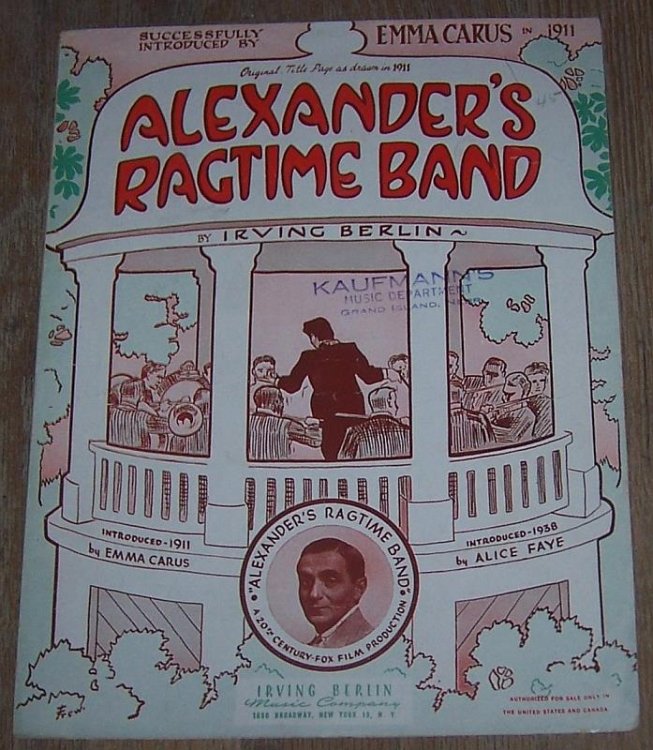 SUCCESSFULLY
INTRODUCED BY
EMMA CARUS IN 1911
Original Title Page as drawn in 1911
45
ALEXANDER'S
RAGTIME BAND
BY IRVING BERLIN ~
KAUFMANN'S
MUSIC DEPARTMENT
GRAND ISLAND,
INTRODUCED-1911
by EMMA CARUS
INTRODUCED-1938
by ALICE FAYE
"ALEXANDER'S RAGTIME BAND"
A 20TH CENTURY-FOX FILM PRODUCTION
IRVING BERLIN
Music Company
1650 BROADWAY, NEW YORK 19, N. Y.
AUTHORIZED FOR SALE ONLY IN
THE UNITED STATES AND CANADA
Frew